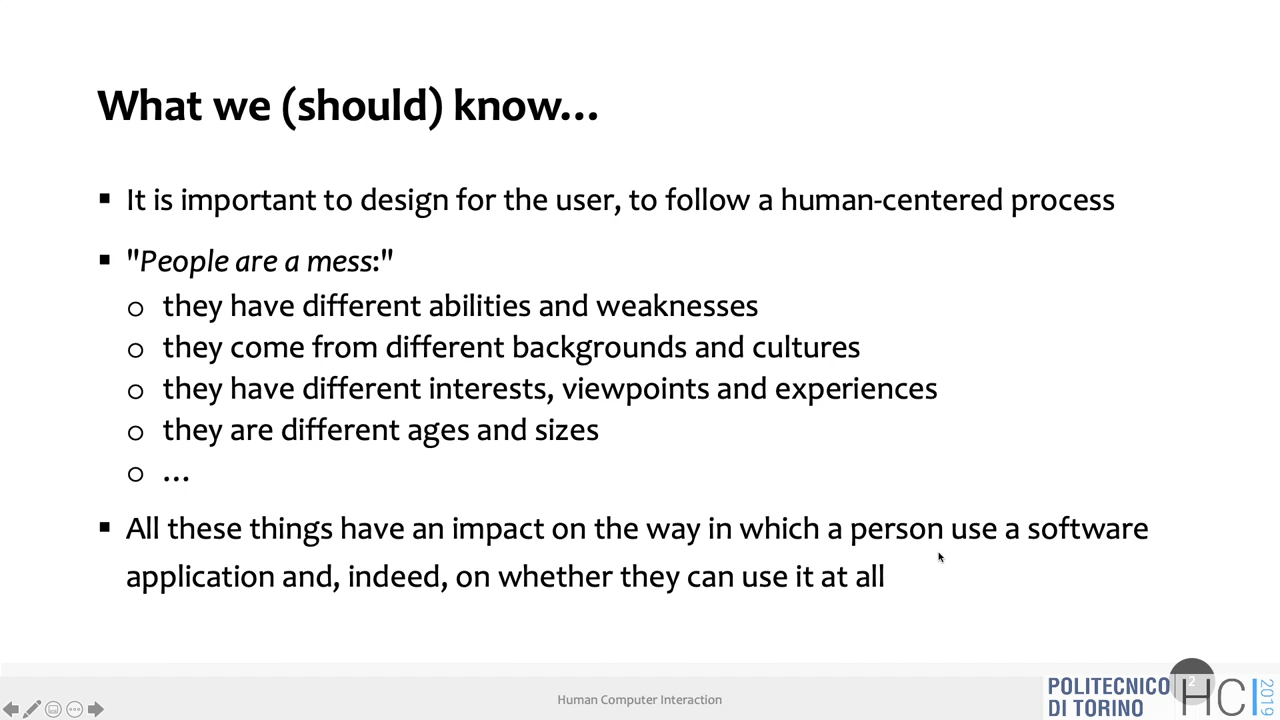 What we (should) know...
▪ It is important to design for the user, to follow a human-centered process
▪ "People are a mess:"
o they have different abilities and weaknesses
o they come from different backgrounds and cultures
o they have different interests, viewpoints and experiences
o they are different ages and sizes
o ...
▪ All these things have an impact on the way in which a person use a software
application and, indeed, on whether they can use it at all
Human Computer Interaction
POLITECNICO
DI TORINO
2
HCI
2019